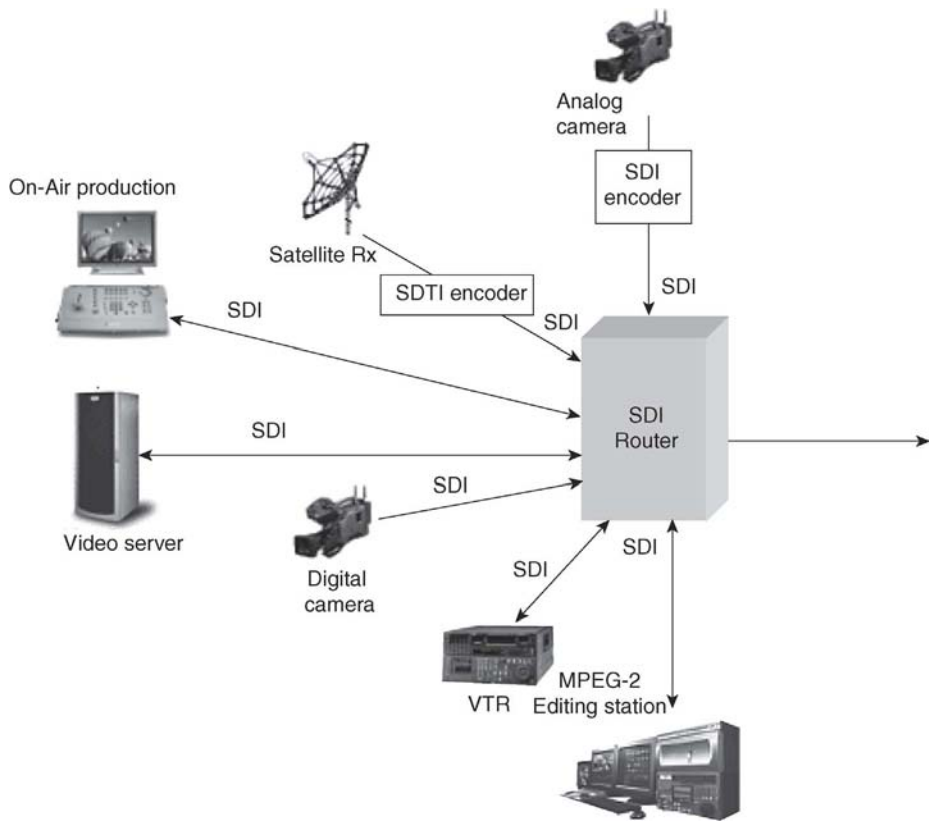 Analog
camera
SDI
encoder
On-Air production
Satellite Rx
SDTI encoder
SDI
SDI
SDI
SDI
Router
SDI
SDI
Video server
Digital
camera
SDI
SDI
VTR
MPEG-2
Editing station